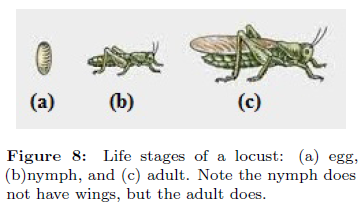 (a) (b) (c)
Figure 8: Life stages of a locust: (a) egg,
(b)nymph, and (c) adult. Note the nymph does
not have wings, but the adult does.